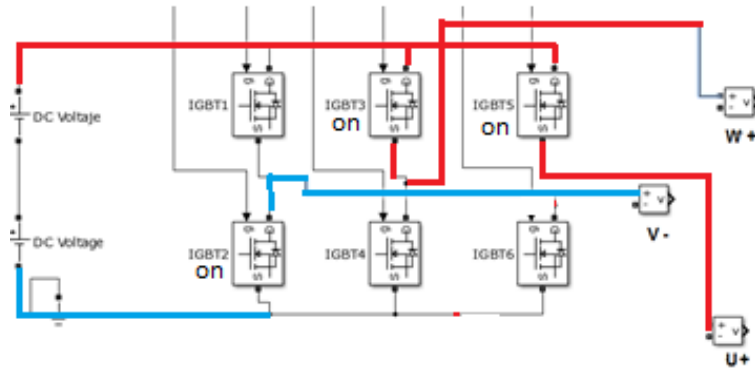 DC Voltaje
IGBT1
IGBT3
on
IGBT5
on
g
S
g
S
g
S
+
-
v
W +
DC Voltage
IGBT2
on
IGBT4
IGBT6
g
S
g
S
g
S
+
-
v
V -
+
-
v
U+